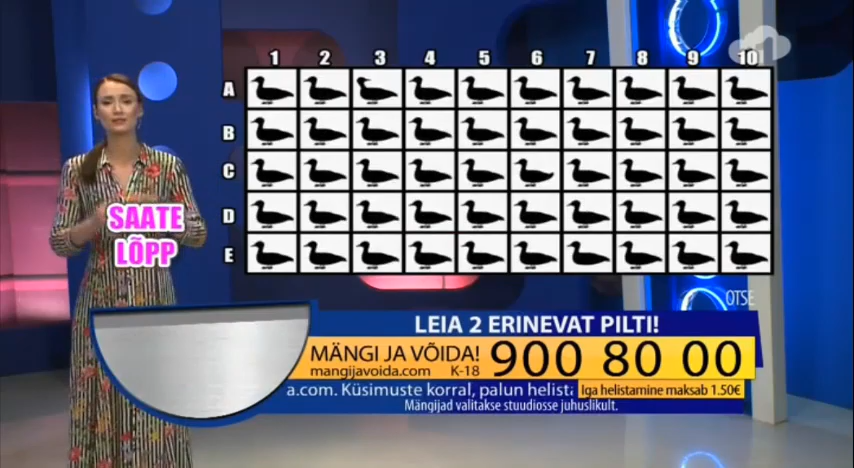 1 2 3 4 5 6 7 8 9 10
A
B
C
D
E
SAATE
LÕPP
OTSE
LEIA 2 ERINEVAT PILTI!
MÄNGI JA VÕIDA! 900 80 00
mangijavoida.com K-18
a.com. Küsimuste korral, palun helista Iga helistamine maksab 1.50€
Mängijad valitakse stuudiosse juhuslikult.